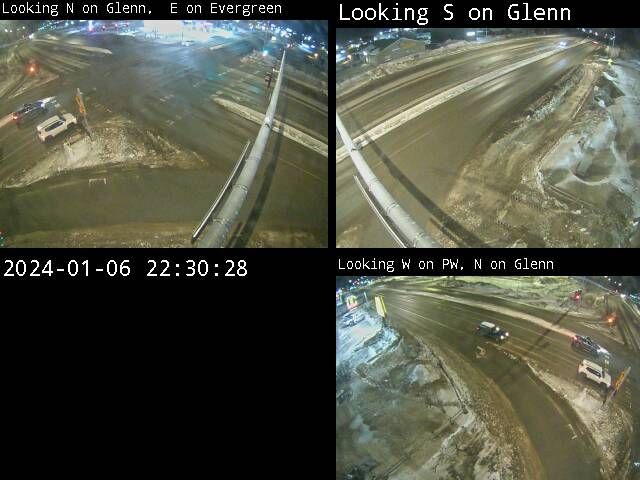 Looking N on Glenn,  E on Evergreen
Looking S on Glenn
2024-01-06 22:30:28
Looking W on PW, N on Glenn